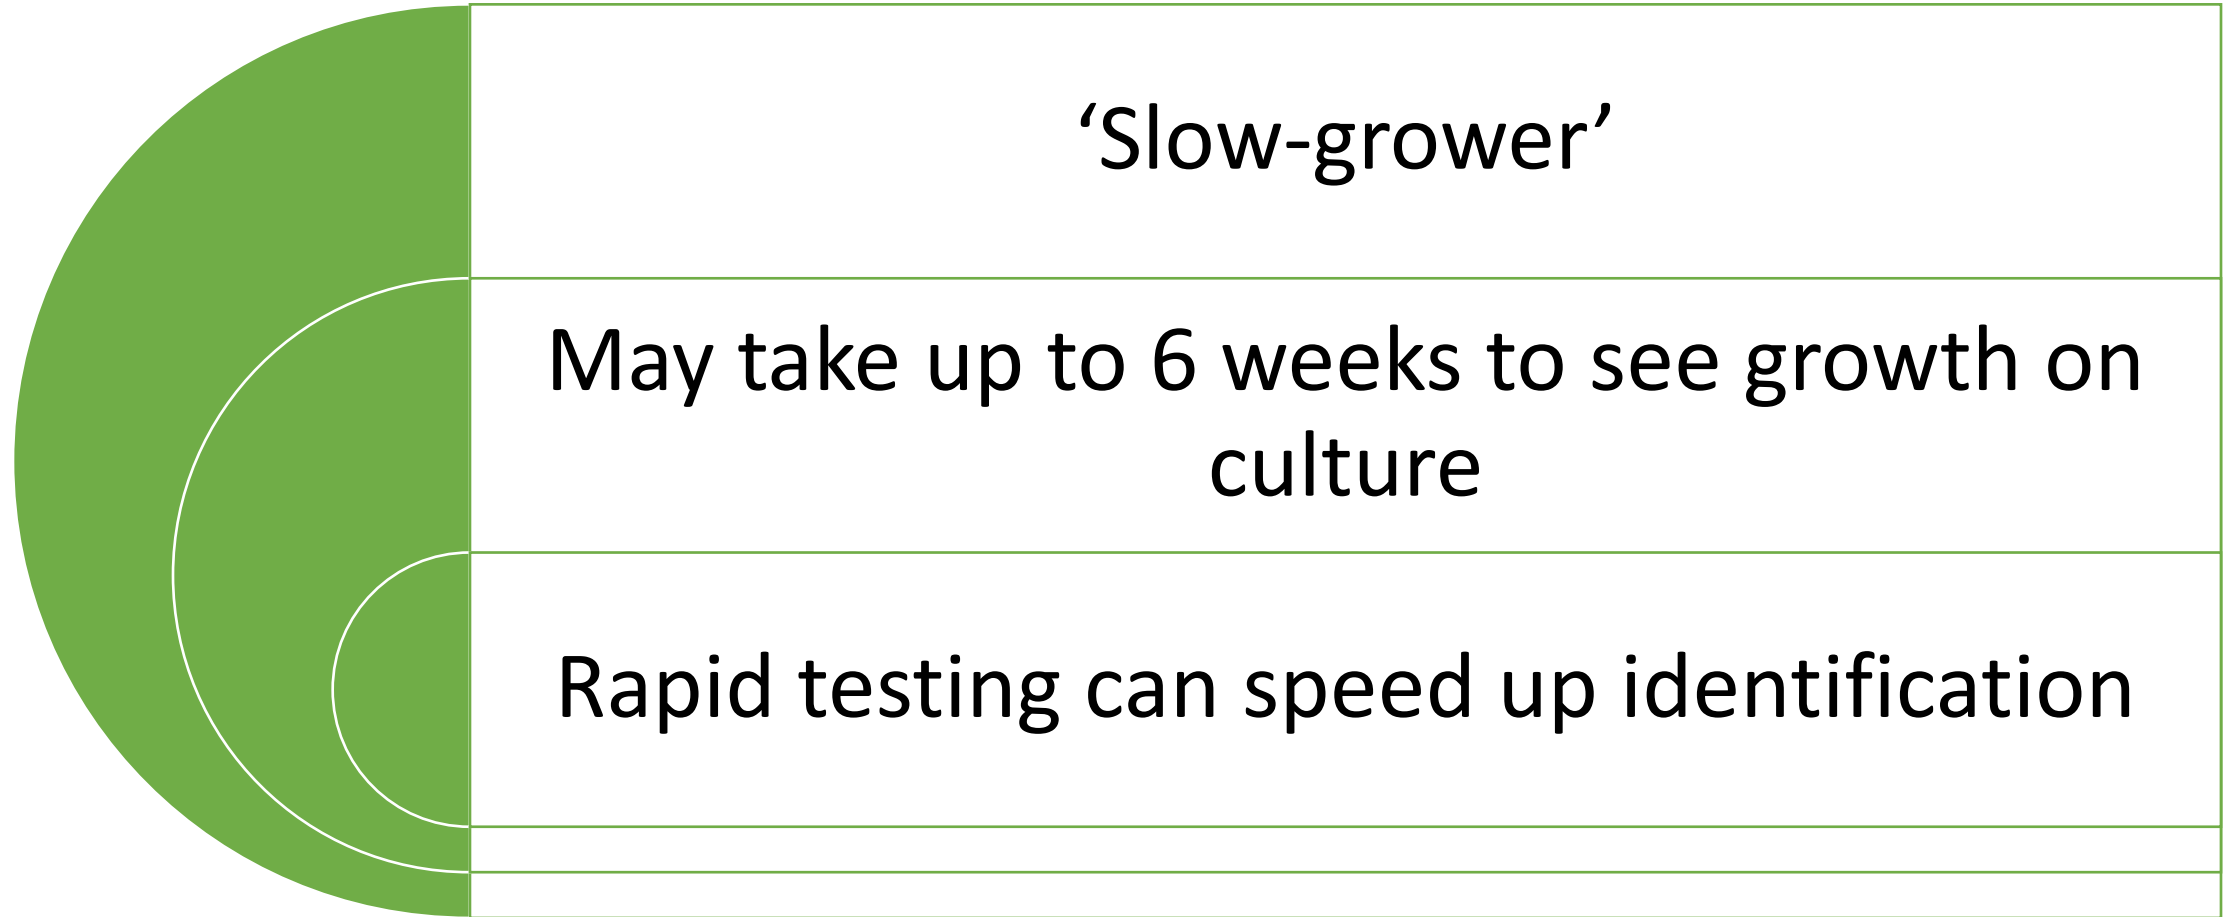 ‘Slow-grower’
May take up to 6 weeks to see growth on
culture
Rapid testing can speed up identification